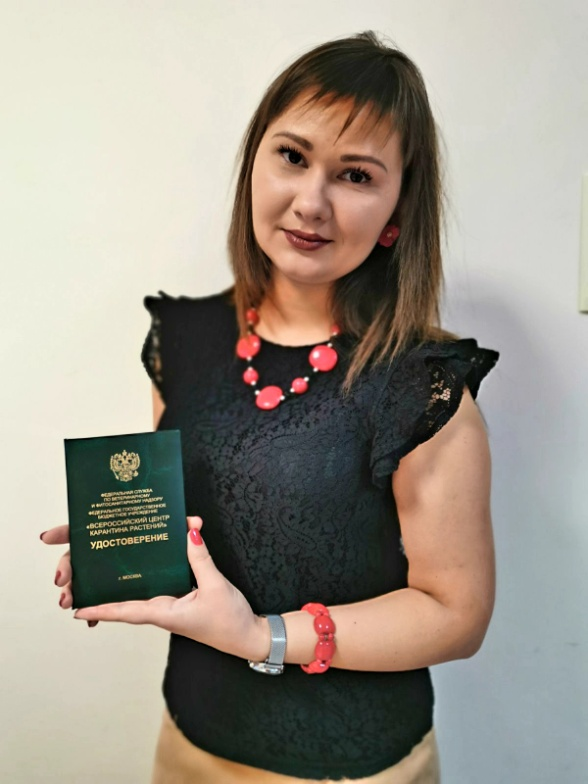 ФЕДЕРАЛЬНАЯ СЛУЖБА
ПО ВЕТЕРИНАРНОМУ
И ФИТОСАНИТАРНОМУ НАДЗОРУ
ФЕДЕРАЛЬНОЕ ГОСУДАРСТВЕННОЕ
БЮДЖЕТНОЕ УЧРЕЖДЕНИЕ
«ВСЕРОССИЙСКИЙ ЦЕНТР
КАРАНТИНА РАСТЕНИЙ»
УДОСТОВЕРЕНИЕ
г. МОСКВА